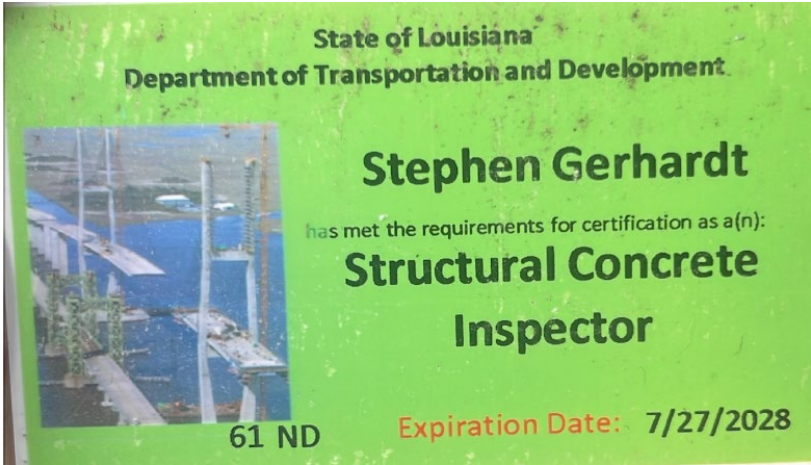 State of Louisiana
Department of Transportation and Development
Stephen Gerhardt
has met the requirements for certification as a(n):
Structural Concrete
Inspector
61 ND
Expiration Date: 7/27/2028